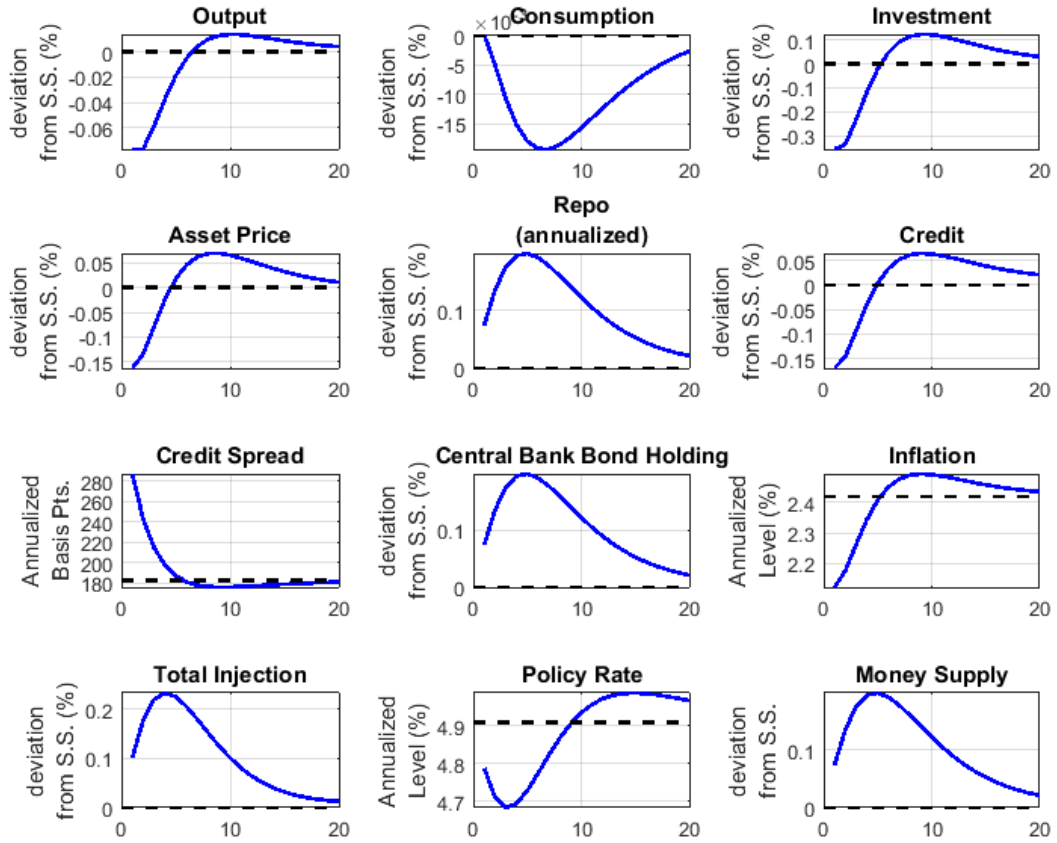 Output
deviation
from S.S. (%)
0
-0.02
-0.04
-0.06
0 10 20
Consumption
× 10
deviation
from S.S. (%)
0
-5
-10
-15
0 10 20
Investment
deviation
from S.S. (%)
0.1
0
-0.1
-0.2
-0.3
0 10 20
Asset Price
deviation
from S.S. (%)
0.05
0
-0.05
-0.1
-0.15
0 10 20
Repo
(annualized)
deviation
from S.S. (%)
0.1
0
0 10 20
Credit
deviation
from S.S. (%)
0.05
0
-0.05
-0.1
-0.15
0 10 20
Credit Spread
Annualized
Basis Pts.
280
260
240
220
200
180
0 10 20
Central Bank Bond Holding
deviation
from S.S. (%)
0.1
0
0 10 20
Inflation
Annualized
Level (%)
2.4
2.3
2.2
0 10 20
Total Injection
deviation
from S.S. (%)
0.2
0.1
0
0 10 20
Policy Rate
Annualized
Level (%)
4.9
4.8
4.7
0 10 20
Money Supply
deviation
from S.S.
0.1
0
0 10 20